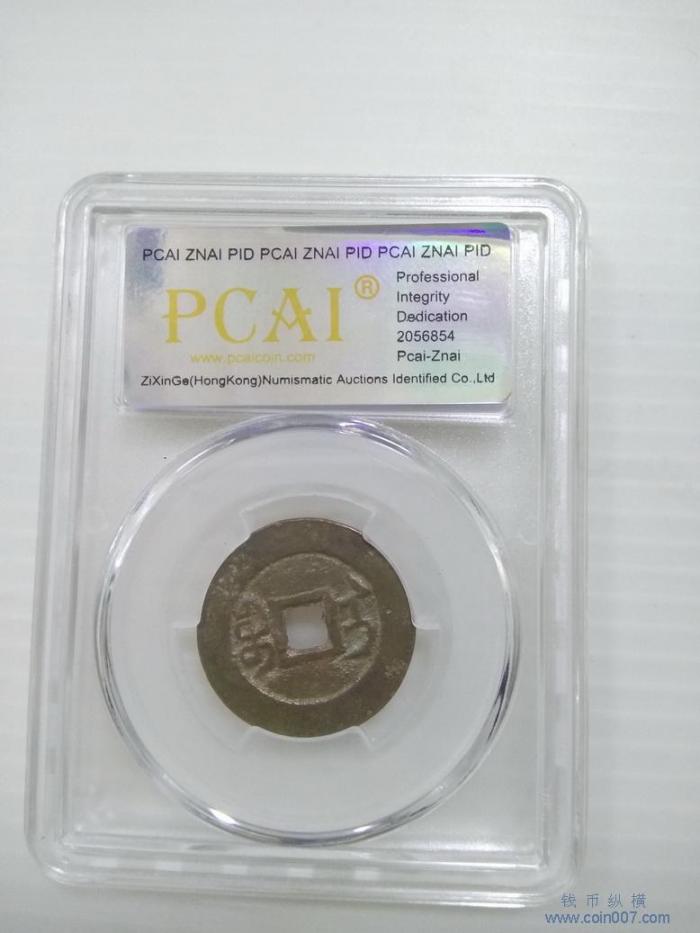 PCAI ZNAI PID PCAI ZNAI PID PCAI ZNAI PID
PCAI®
www.pcaicoin.com
Professional
Integrity
Dedication
2056854
Pcai-Znai
ZiXinGe(HongKong)Numismatic Auctions Identified Co.,Ltd
钱币纵横
www.coin007.com